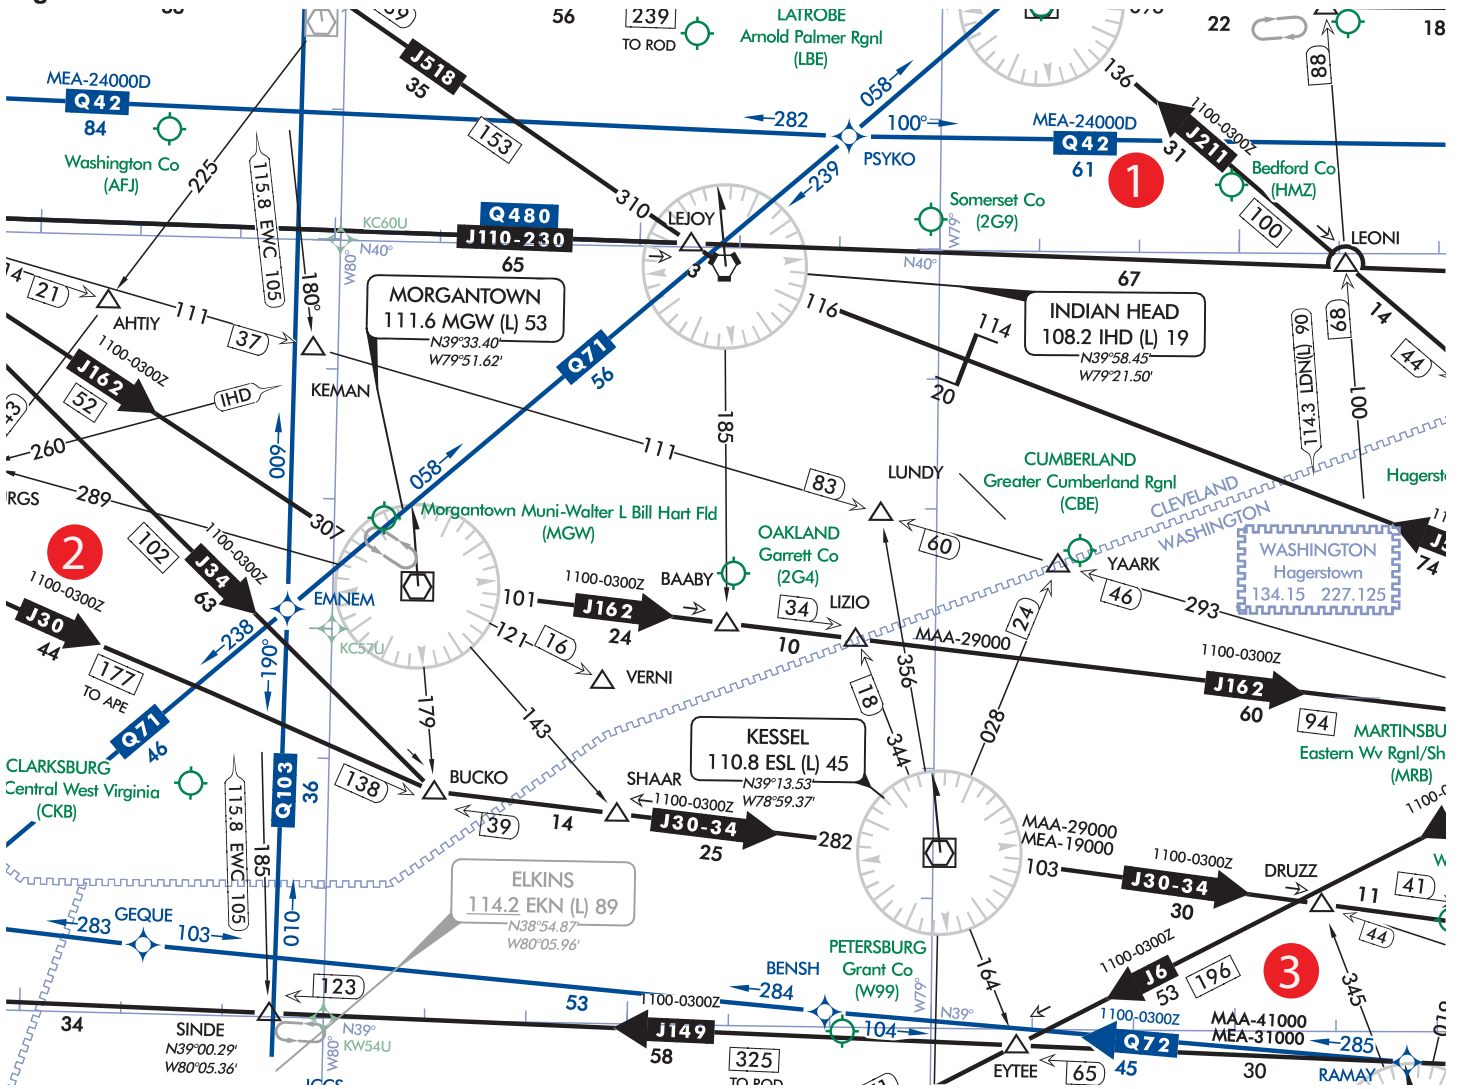 56
239
TO ROD
LATROBE
Arnold Palmer Rgnl
(LBE)
22
18
88
MEA-24000D
Q42
84
J518
35
153
058
282
100°
PSYKO
239
MEA-24000D
Q42
61
1
136
1100-0300Z
J211
31
100
Bedford Co
(HMZ)
Washington Co
(AFJ)
225
115.8 EWC 105
180°
KC60U
N40°
W80°
Q480
J110-230
65
310
LEJOY
3
Somerset Co
(2G9)
W79°
N40°
67
LEONI
14
44
14
21
AHTIY
111
37
KEMAN
MORGANTOWN
111.6 MGW (L) 53
N39°33.40'
W79°51.62'
INDIAN HEAD
108.2 IHD (L) 19
N39°58.45'
W79°21.50'
116
114
20
68
114.3 LDN(L) 90
100
1100-0300Z
J162
52
IHD
43
260
009
Q71
56
185
111
83
LUNDY
CUMBERLAND
Greater Cumberland Rgnl
(CBE)
CLEVELAND
WASHINGTON
Hagerst
URGS
289
307
058
Morgantown Muni-Walter L Bill Hart Fld
(MGW)
OAKLAND
Garrett Co
(2G4)
60
YAARK
46
293
WASHINGTON
Hagerstown
134.15 227.125
74
2
102
1100-0300Z
J34
63
1100-0300Z
J30
44
177
TO APE
EMNEM
238
190°
KC57U
101
1100-0300Z
J162
24
BAABY
34
LIZIO
10
MAA-29000
24
121
16
VERNI
356
18
344
028
1100-0300Z
J162
60
94
MARTINSBU
Eastern Wv Rgnl/Sh
(MRB)
Q71
46
179
143
KESSEL
110.8 ESL (L) 45
N39°13.53'
W78°59.37'
CLARKSBURG
Central West Virginia
(CKB)
Q103
36
115.8 EWC 105
185
138
BUCKO
39
14
SHAAR
1100-0300Z
J30-34
25
282
MAA-29000
MEA-19000
103
1100-0300Z
J30-34
30
DRUZZ
11
41
44
1100-0
ELKINS
114.2 EKN (L) 89
N38°54.87'
W80°05.96'
283
GEQUE
103
010
123
34
SINDE
N39°00.29'
W80°05.36'
N39°
W80°
KW54U
53
1100-0300Z
J149
58
325
TO ROD
BENSH
284
PETERSBURG
Grant Co
(W99)
104
W79°
N39°
164
1100-0300Z
J6
53
196
3
345
010
EYTEE
65
1100-0300Z
Q72
45
MAA-41000
MEA-31000
285
30
RAMAY